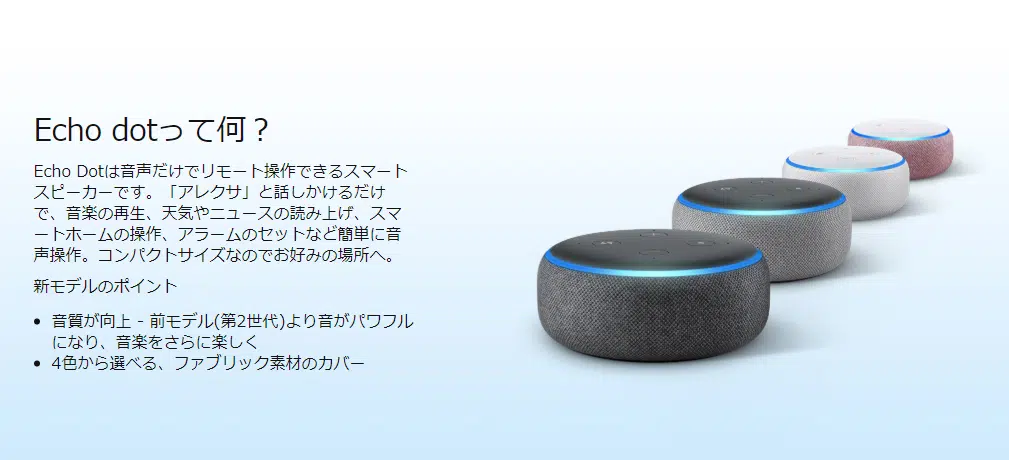 Echo dotって何？
Echo Dotは音声だけでリモート操作できるスマート
スピーカーです。「アレクサ」と話しかけるだけ
で、音楽の再生、天気やニュースの読み上げ、スマ
ートホームの操作、アラームのセットなど簡単に音
声操作。コンパクトサイズなのでお好みの場所へ。
新モデルのポイント
• 音質が向上 - 前モデル(第2世代)より音がパワフル
になり、音楽をさらに楽しく
• 4色から選べる、ファブリック素材のカバー